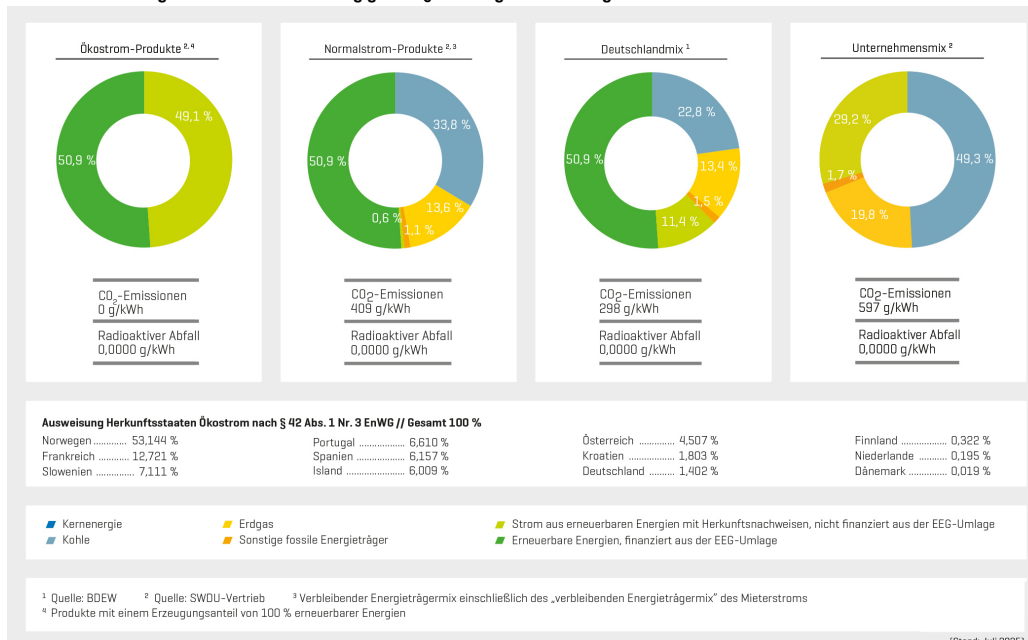 Ökostrom-Produkte ²,⁴
49,1 %
50,9 %
CO₂-Emissionen
0 g/kWh
Radioaktiver Abfall
0,0000 g/kWh
Normalstrom-Produkte ²,³
33,8 %
50,9 %
13,6 %
0,6 %
1,1 %
CO2-Emissionen
409 g/kWh
Radioaktiver Abfall
0,0000 g/kWh
Deutschlandmix ¹
22,8 %
50,9 %
13,4 %
1,5 %
11,4 %
CO2-Emissionen
298 g/kWh
Radioaktiver Abfall
0,0000 g/kWh
Unternehmensmix ²
29,2 %
49,3 %
1,7 %
19,8 %
CO2-Emissionen
597 g/kWh
Radioaktiver Abfall
0,0000 g/kWh
Ausweisung Herkunftsstaaten Ökostrom nach § 42 Abs. 1 Nr. 3 EnWG // Gesamt 100 %
Norwegen ............. 53,144 %
Frankreich ............ 12,721 %
Slowenien ............. 7,111 %
Portugal ................. 6,610 %
Spanien .................. 6,157 %
Island ..................... 6,009 %
Österreich ............. 4,507 %
Kroatien ................. 1,803 %
Deutschland .......... 1,402 %
Finnland ................ 0,322 %
Niederlande ......... 0,195 %
Dänemark ............. 0,019 %
Kernenergie
Kohle
Erdgas
Sonstige fossile Energieträger
Strom aus erneuerbaren Energien mit Herkunftsnachweisen, nicht finanziert aus der EEG-Umlage
Erneuerbare Energien, finanziert aus der EEG-Umlage
¹ Quelle: BDEW ² Quelle: SWDU-Vertrieb ³ Verbleibender Energieträgermix einschließlich des „verbleibenden Energieträgermix" des Mieterstroms
⁴ Produkte mit einem Erzeugungsanteil von 100 % erneuerbarer Energien